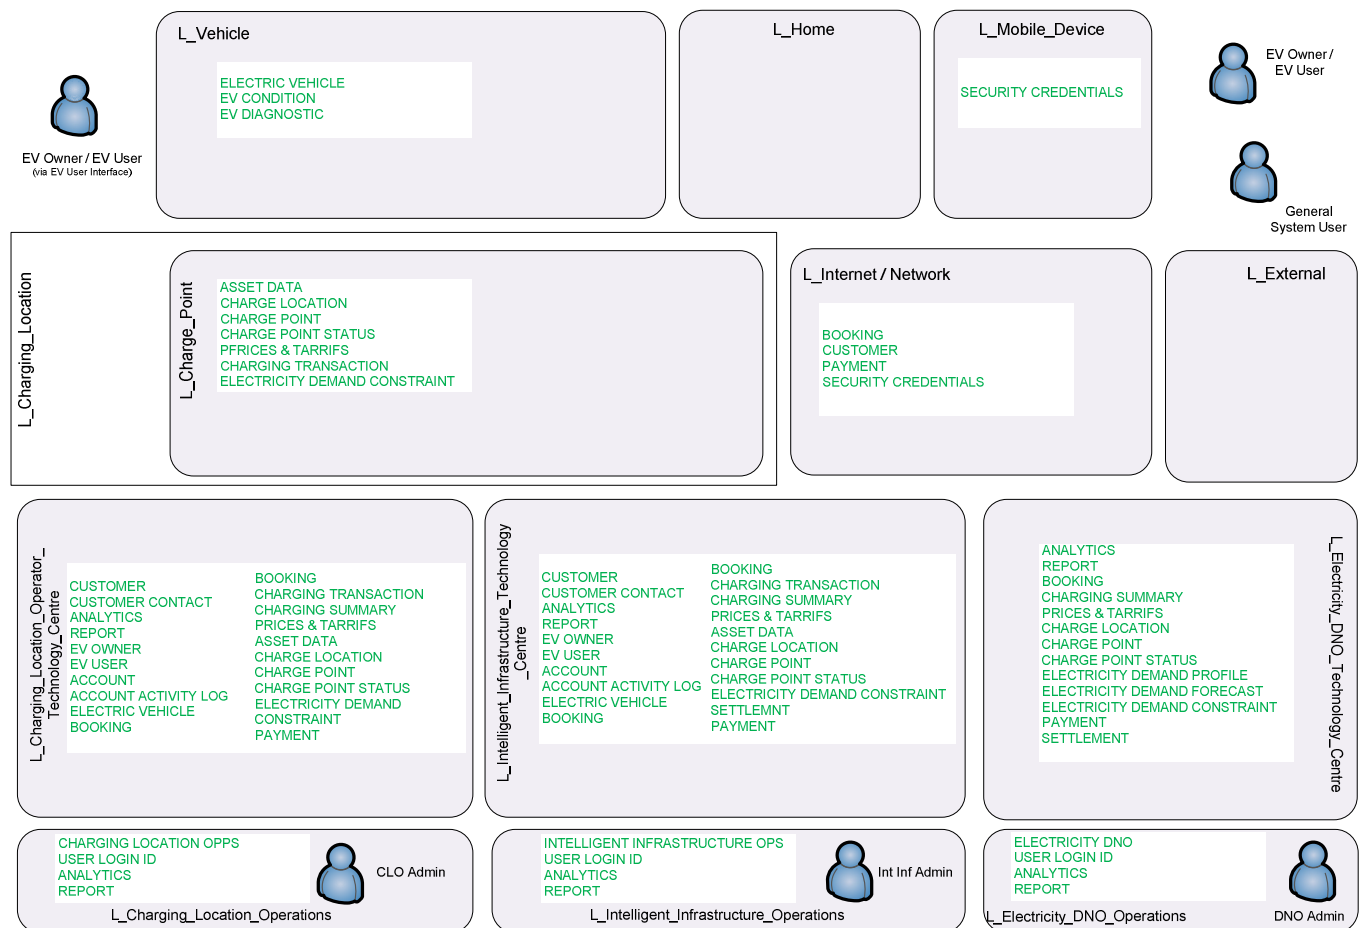 L_Vehicle
ELECTRIC VEHICLE
EV CONDITION
EV DIAGNOSTIC
L_Home
L_Mobile_Device
SECURITY CREDENTIALS
EV Owner /
EV User
EV Owner / EV User
(via EV User Interface)
General
System User
L_Charging_Location
L_Charge_Point
ASSET DATA
CHARGE LOCATION
CHARGE POINT
CHARGE POINT STATUS
PFRICES & TARRIFS
CHARGING TRANSACTION
ELECTRICITY DEMAND CONSTRAINT
L_Internet / Network
BOOKING
CUSTOMER
PAYMENT
SECURITY CREDENTIALS
L_External
L_Charging_Location_Operator_
Technology_Centre
CUSTOMER
CUSTOMER CONTACT
ANALYTICS
REPORT
EV OWNER
EV USER
ACCOUNT
ACCOUNT ACTIVITY LOG
ELECTRIC VEHICLE
BOOKING
BOOKING
CHARGING TRANSACTION
CHARGING SUMMARY
PRICES & TARRIFS
ASSET DATA
CHARGE LOCATION
CHARGE POINT
CHARGE POINT STATUS
ELECTRICITY DEMAND
CONSTRAINT
PAYMENT
L_Intelligent_Infrastructure_Technology
_Centre
CUSTOMER
CUSTOMER CONTACT
ANALYTICS
REPORT
EV OWNER
EV USER
ACCOUNT
ACCOUNT ACTIVITY LOG
ELECTRIC VEHICLE
BOOKING
BOOKING
CHARGING TRANSACTION
CHARGING SUMMARY
PRICES & TARRIFS
ASSET DATA
CHARGE LOCATION
CHARGE POINT
CHARGE POINT STATUS
ELECTRICITY DEMAND CONSTRAINT
SETTLEMNT
PAYMENT
ANALYTICS
REPORT
BOOKING
CHARGING SUMMARY
PRICES & TARRIFS
CHARGE LOCATION
CHARGE POINT
CHARGE POINT STATUS
ELECTRICITY DEMAND PROFILE
ELECTRICITY DEMAND FORECAST
ELECTRICITY DEMAND CONSTRAINT
PAYMENT
SETTLEMENT
L_Electricity_DNO_Technology_Centre
CHARGING LOCATION OPPS
USER LOGIN ID
ANALYTICS
REPORT
CLO Admin
L_Charging_Location_Operations
INTELLIGENT INFRASTRUCTURE OPS
USER LOGIN ID
ANALYTICS
REPORT
Int Inf Admin
L_Intelligent_Infrastructure_Operations
ELECTRICITY DNO
USER LOGIN ID
ANALYTICS
REPORT
L_Electricity_DNO_Operations
DNO Admin